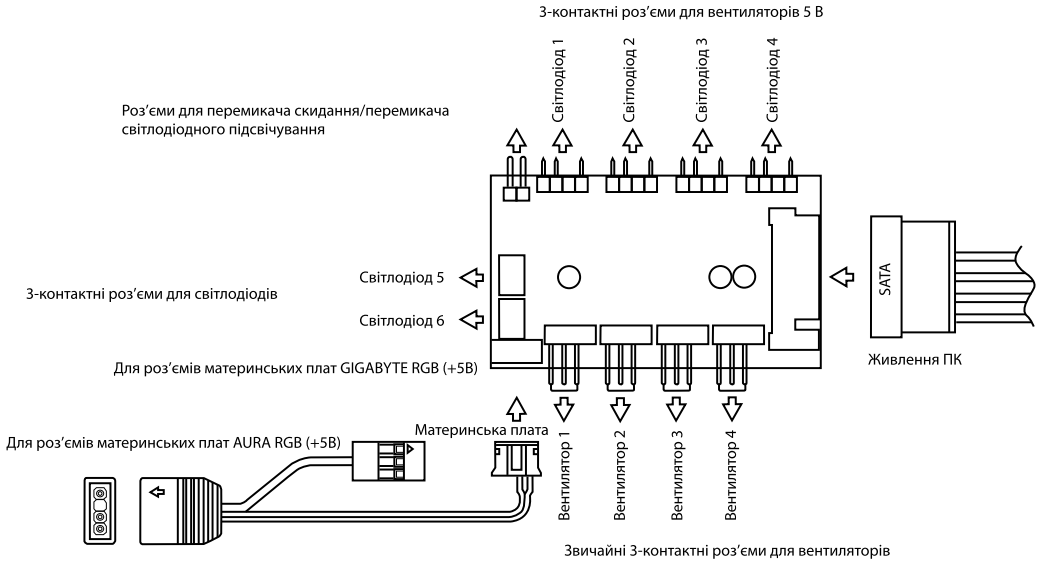 3-контактні роз’єми для вентиляторів 5 В
Світлодіод 1
Світлодіод 2
Світлодіод 3
Світлодіод 4
Роз’єми для перемикача скидання/перемикача
світлодіодного підсвічування
Світлодіод 5
3-контактні роз’єми для світлодіодів
Світлодіод 6
SATA
Живлення ПК
Для роз’ємів материнських плат GIGABYTE RGB (+5В)
Материнська плата
Для роз’ємів материнських плат AURA RGB (+5В)
Вентилятор 1
Вентилятор 2
Вентилятор 3
Вентилятор 4
Звичайні 3-контактні роз’єми для вентиляторів